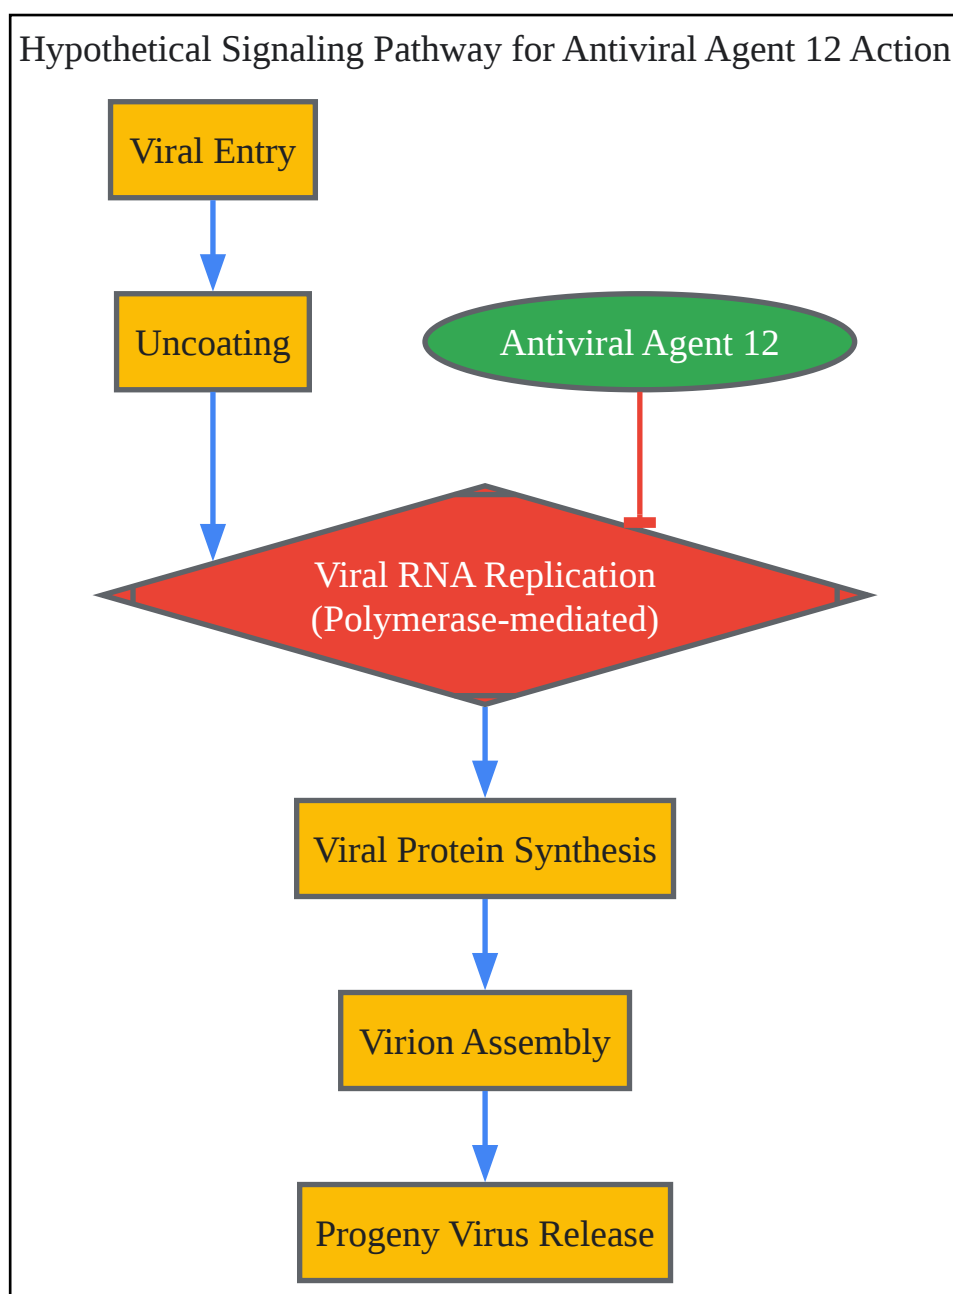 Hypothetical Signaling Pathway for Antiviral Agent 12 Action
Viral Entry
Uncoating
Antiviral Agent 12
Viral RNA Replication
(Polymerase-mediated)
Viral Protein Synthesis
Virion Assembly
Progeny Virus Release